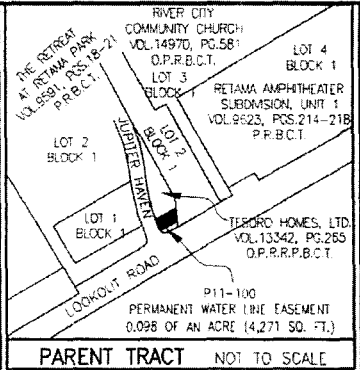 RIVER CITY
COMMUNITY CHURCH
VOL.14970, PG.581
O.P.R.B.C.T.
LOT 3
BLOCK 1
THE RETREAT
AT RETAMA PARK
VOL.9591, PGS.18-21
P.R.B.C.T.
LOT 4
BLOCK 1
RETAMA AMPHITEATER
SUBDIVISION, UNIT 1
VOL.9623, PGS.214-218
P.R.B.C.T.
LOT 2
BLOCK 1
JUPITER HAVEN
LOT 2
BLOCK 1
LOT 1
BLOCK 1
TESORO HOMES, LTD.
VOL.13342, PG.265
O.P.R.R.P.B.C.T.
LOOKOUT ROAD
P11-100
PERMANENT WATER LINE EASEMENT
0.098 OF AN ACRE (4,271 SQ. FT.)
PARENT TRACT NOT TO SCALE